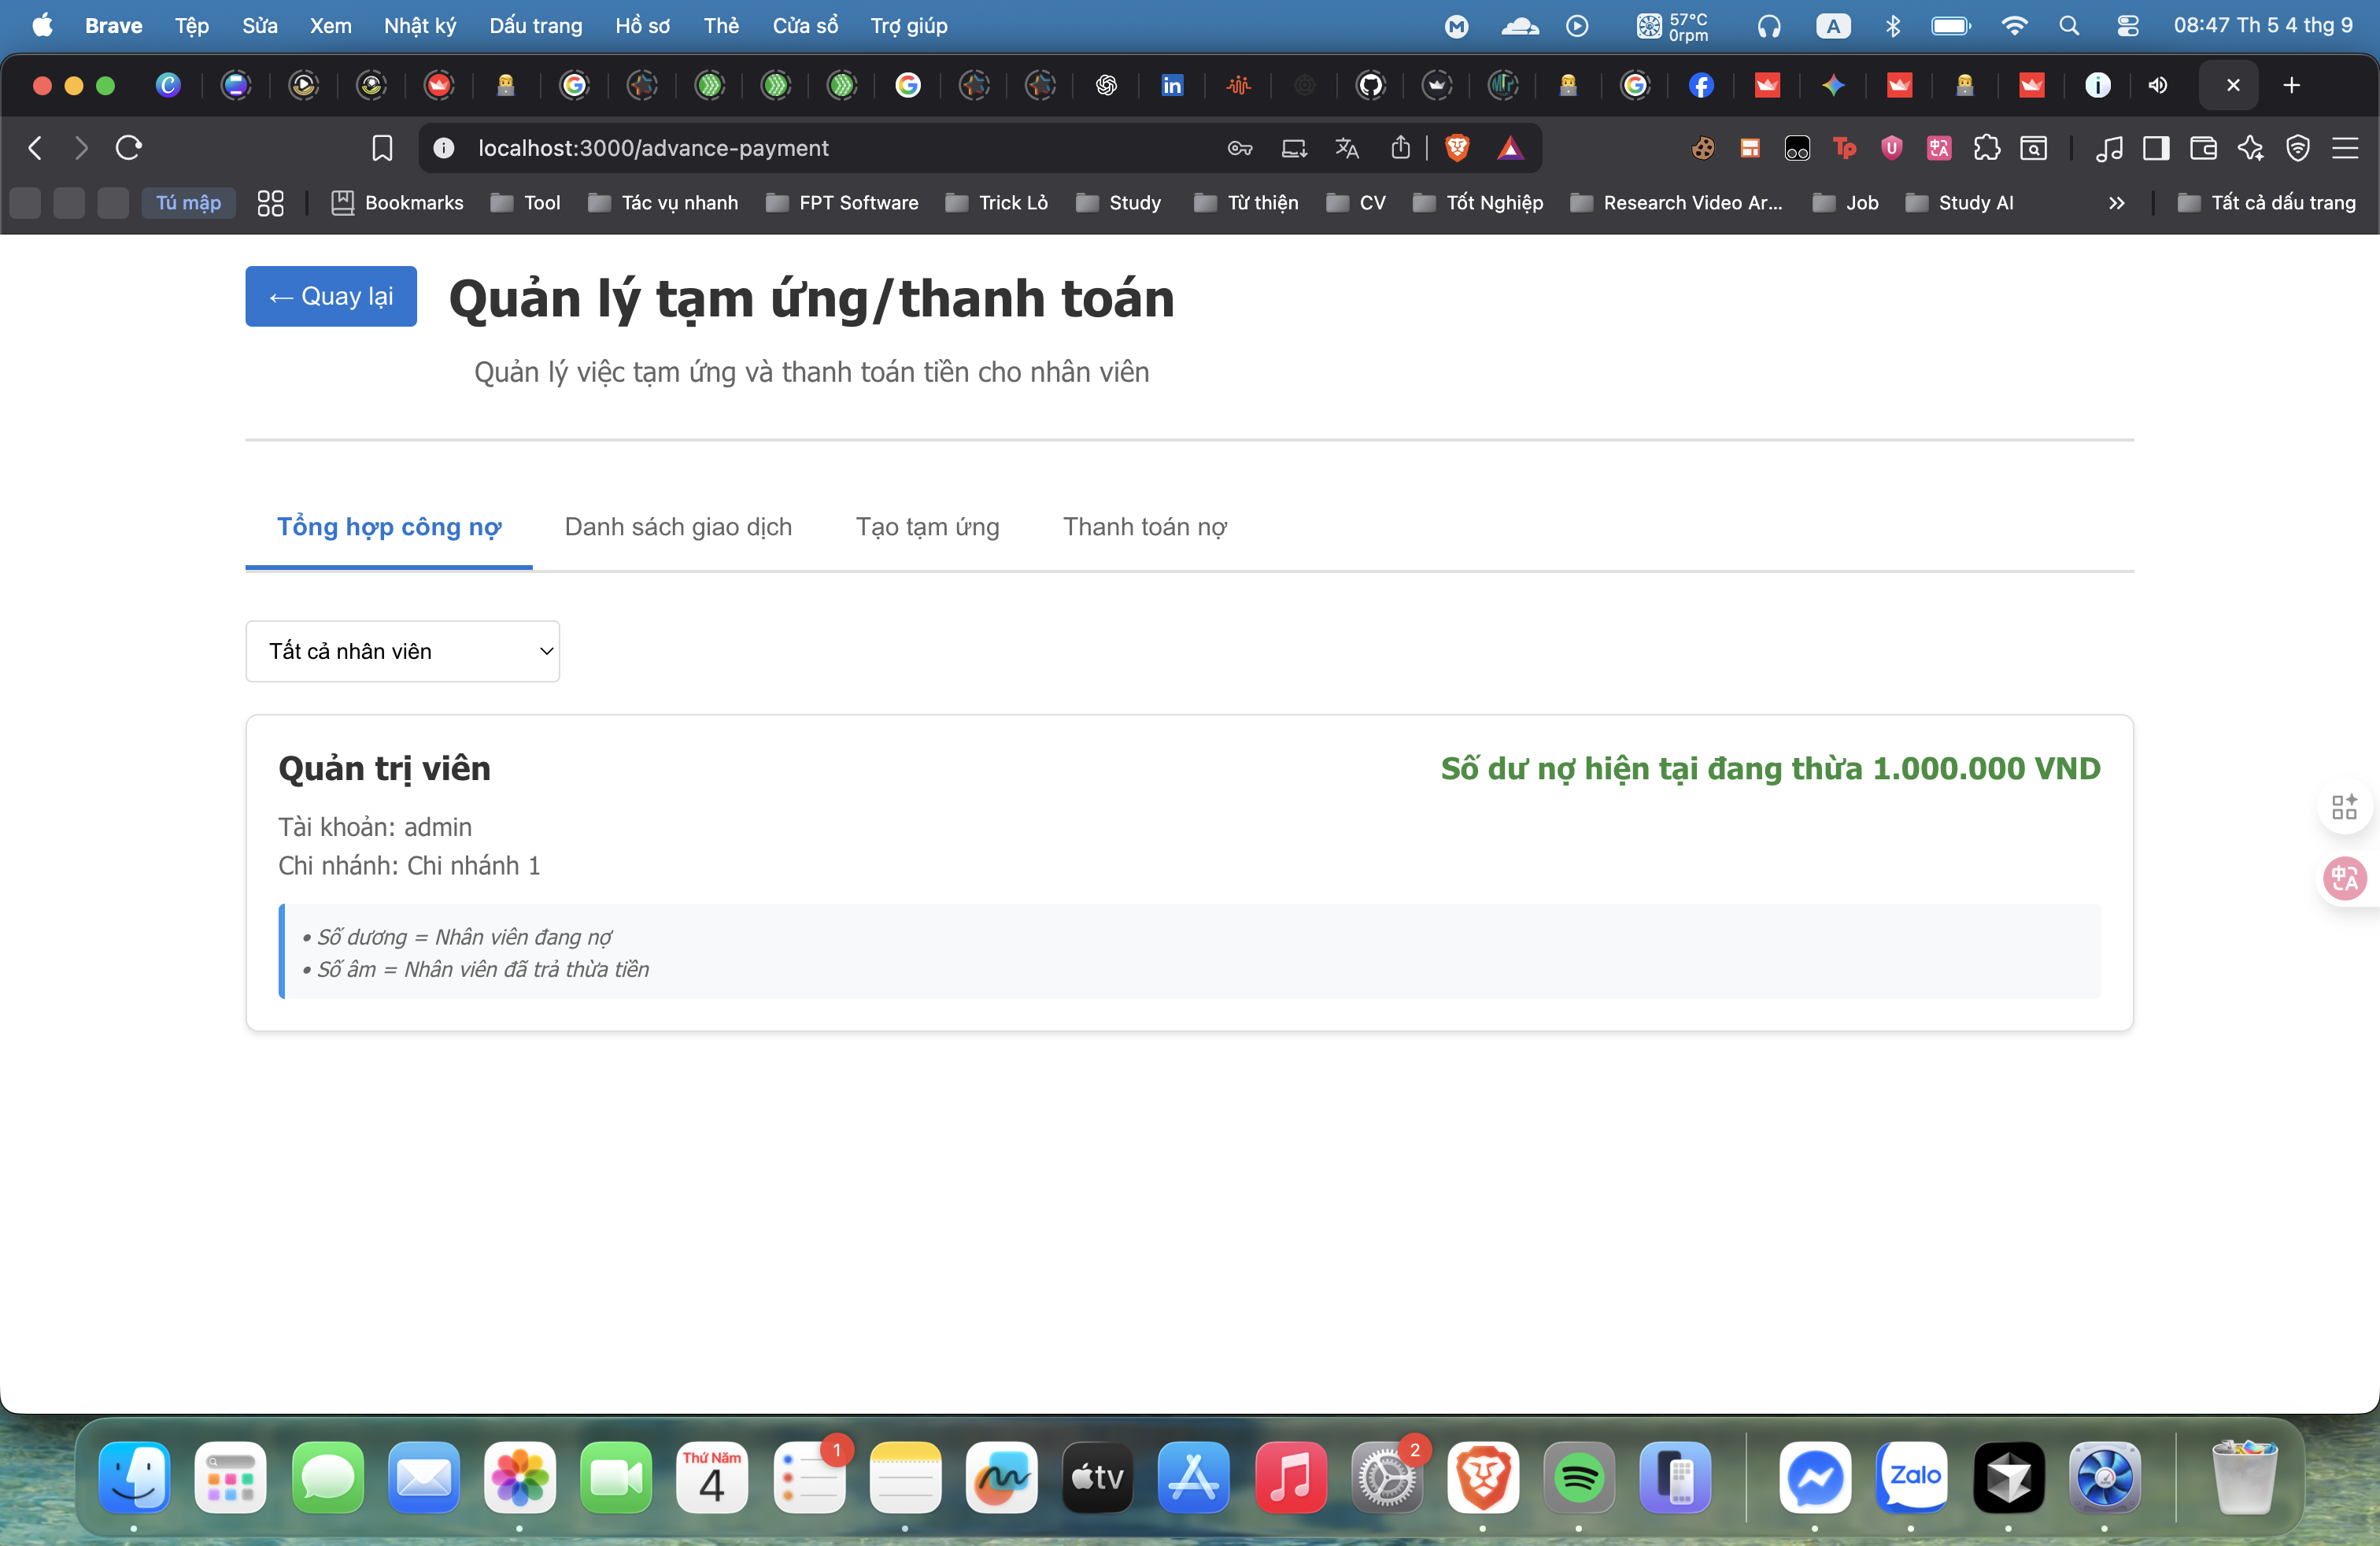 Brave Tệp Sửa Xem Nhật ký Dấu trang Hồ sơ Thẻ Cửa sổ Trợ giúp 57°C A 08:47 Th 5 4 thg 9
0rpm
localhost:3000/advance-payment
Tú mập Bookmarks Tool Tác vụ nhanh FPT Software Trick Lỏ Study Từ thiện CV Tốt Nghiệp Research Video Ar... Job Study AI Tất cả dấu trang
← Quay lại Quản lý tạm ứng/thanh toán
Quản lý việc tạm ứng và thanh toán tiền cho nhân viên
Tổng hợp công nợ Danh sách giao dịch Tạo tạm ứng Thanh toán nợ
Tất cả nhân viên
Quản trị viên Số dư nợ hiện tại đang thừa 1.000.000 VND
Tài khoản: admin
Chi nhánh: Chi nhánh 1
• Số dương = Nhân viên đang nợ
• Số âm = Nhân viên đã trả thừa tiền
Thứ Năm
4
1
tv
2
Zalo